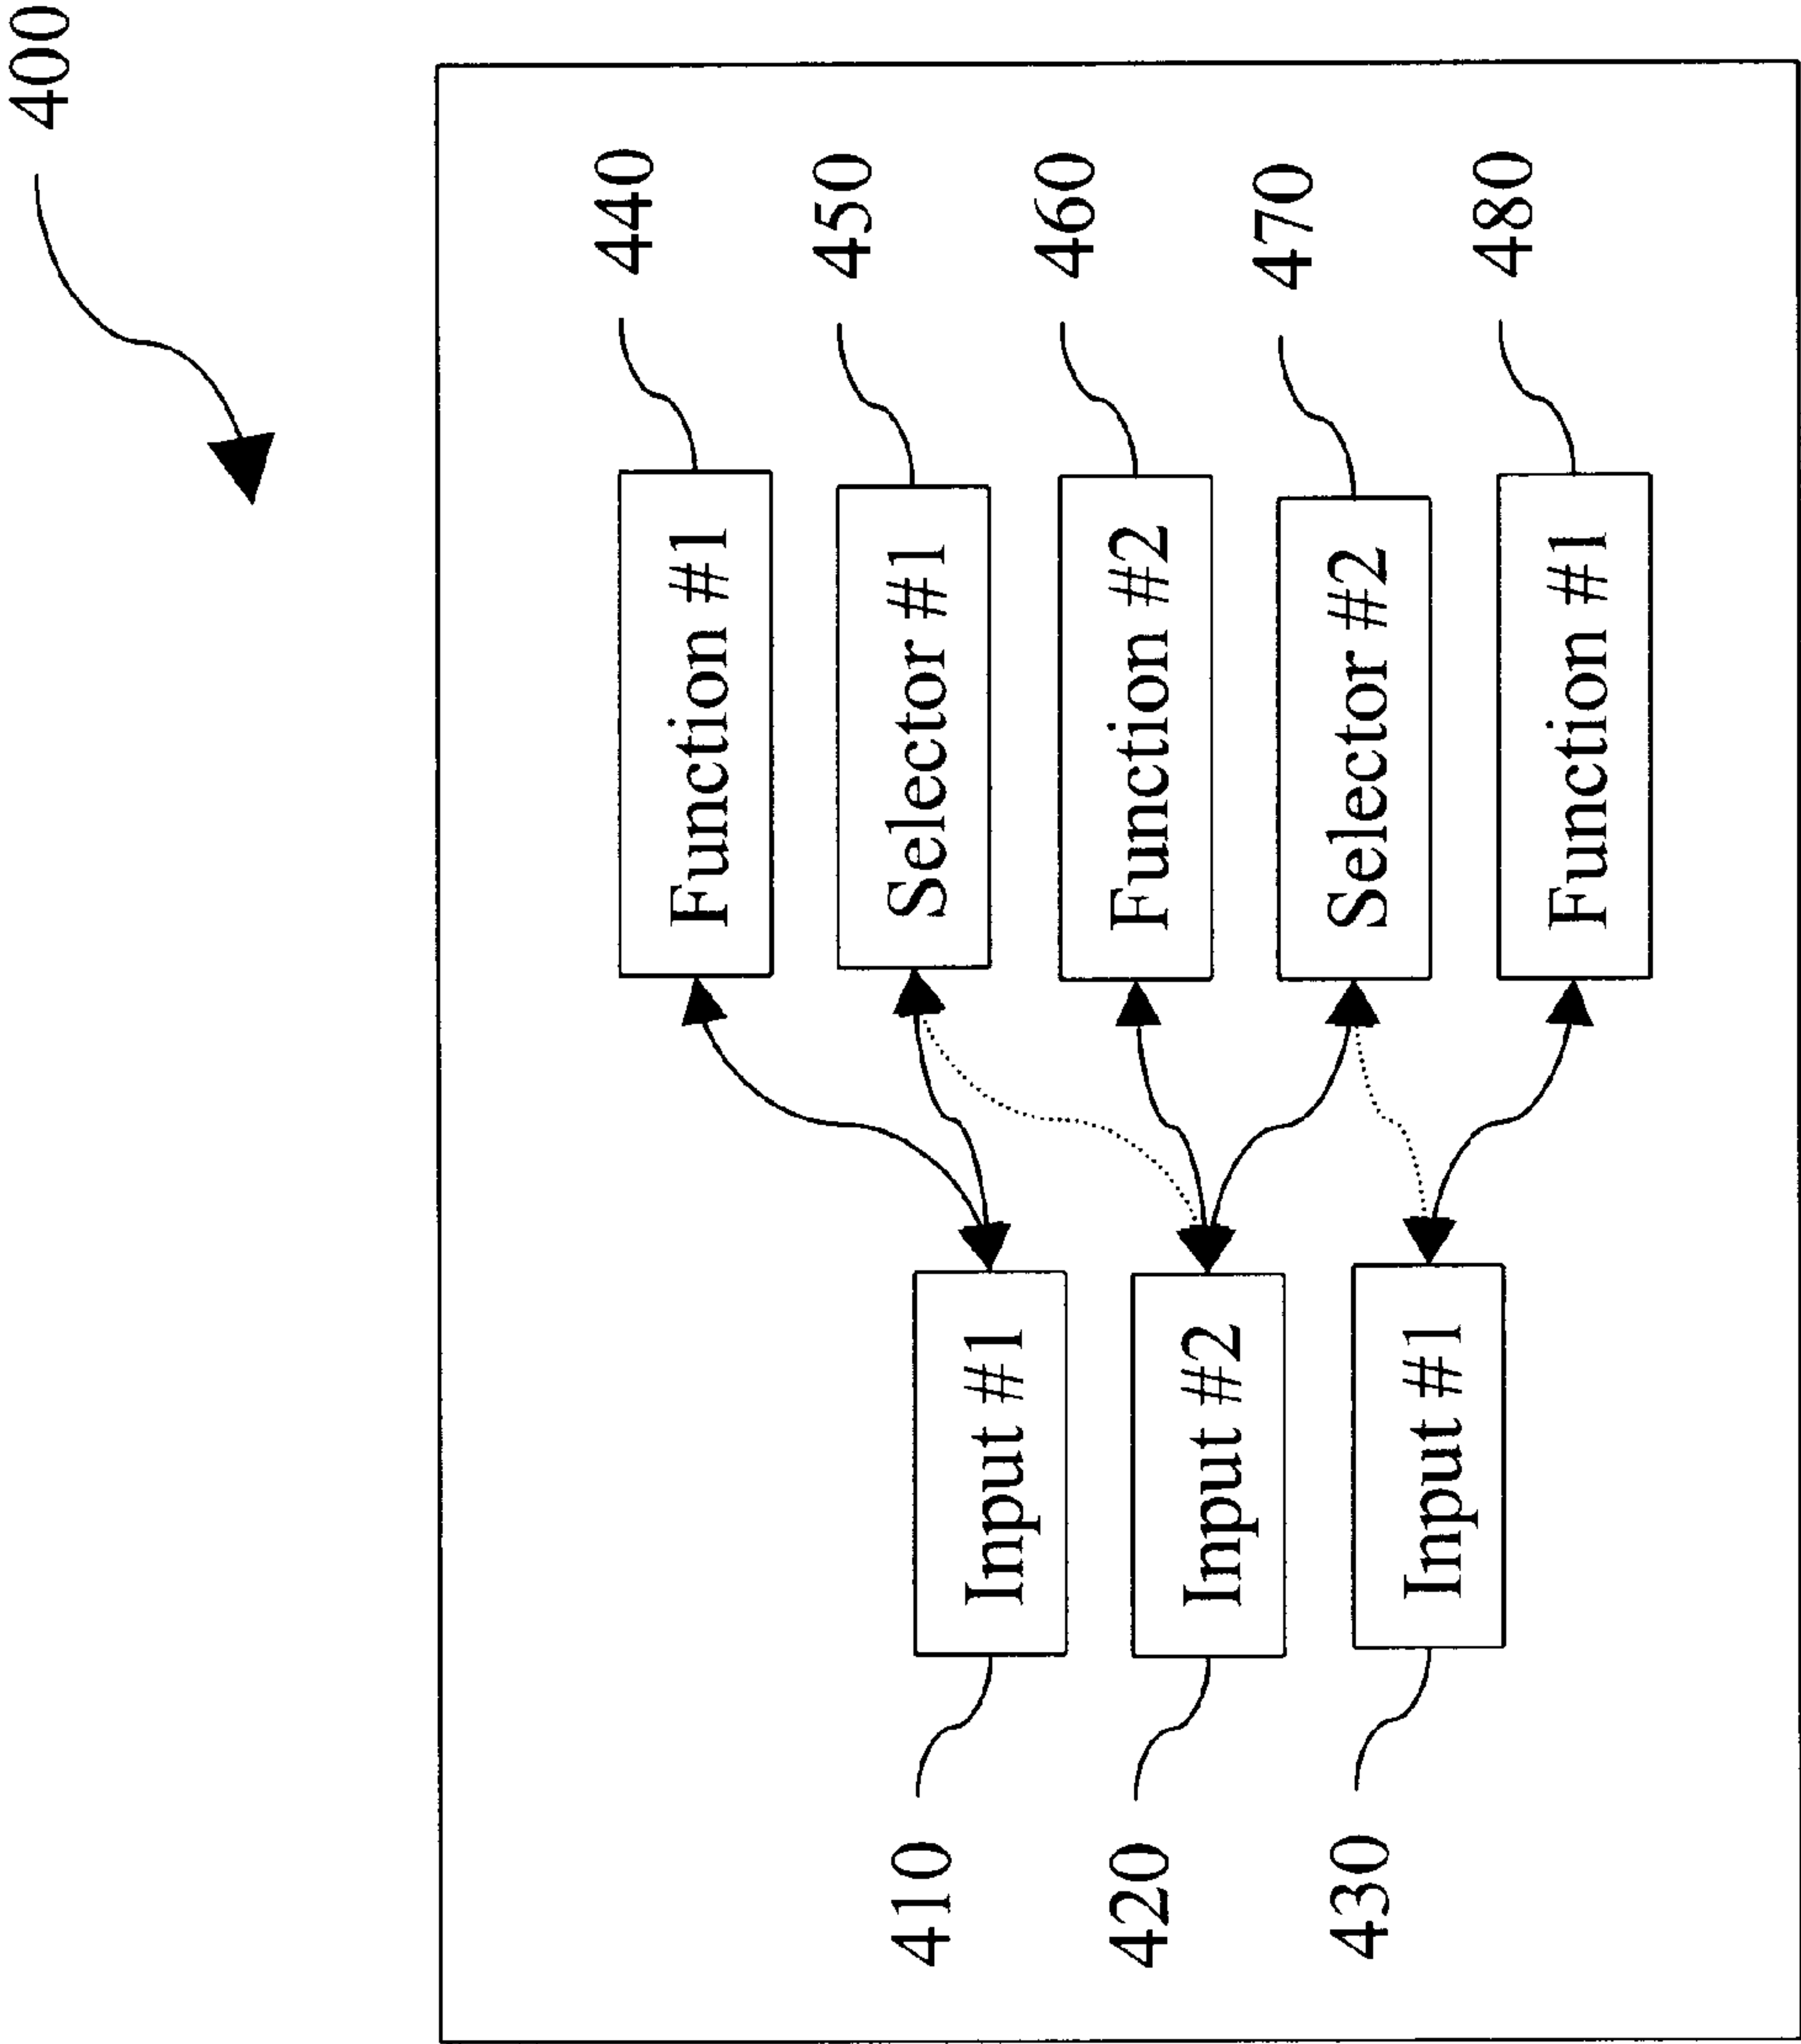 400
Function #1
440
Selector #1
450
Input #1
410
Function #2
460
Input #2
420
Selector #2
470
Input #1
430
Function #1
480